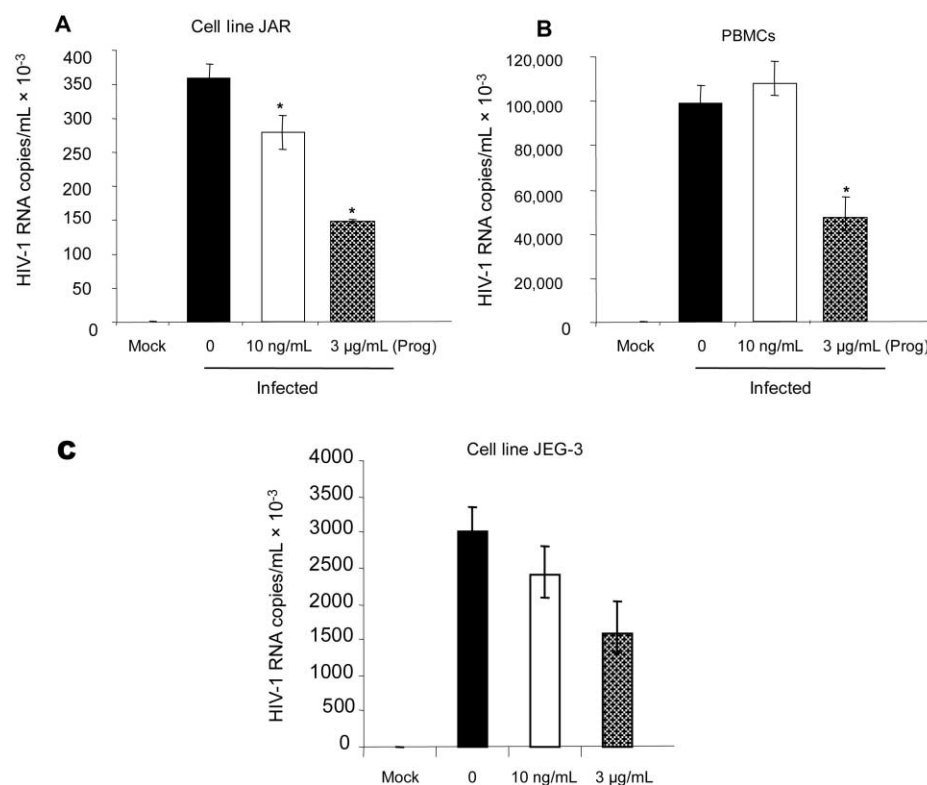 A
Cell line JAR
HIV-1 RNA copies/mL × 10-3
400
350
300
250
200
150
100
50
0
*
*
Mock 0 10 ng/mL 3 µg/mL (Prog)
Infected
B
PBMCs
HIV-1 RNA copies/mL × 10-3
120,000
100,000
80,000
60,000
40,000
20,000
0
*
Mock 0 10 ng/mL 3 µg/mL (Prog)
Infected
C
Cell line JEG-3
HIV-1 RNA copies/mL × 10-3
4000
3500
3000
2500
2000
1500
1000
500
0
Mock 0 10 ng/mL 3 µg/mL